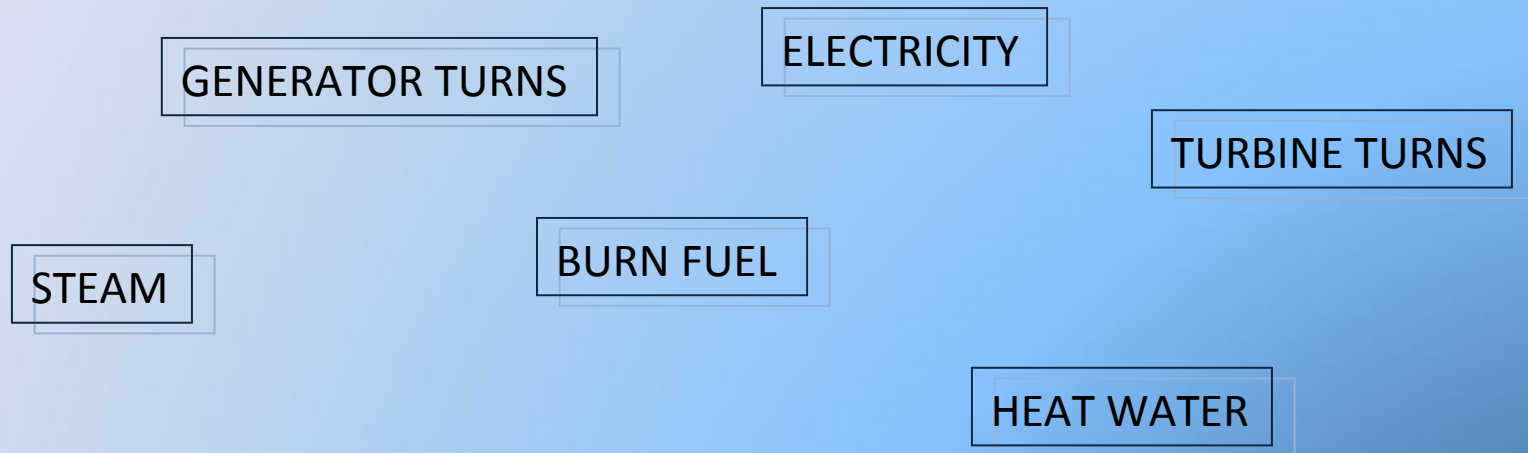 ELECTRICITY
GENERATOR TURNS
TURBINE TURNS
BURN FUEL
STEAM
HEAT WATER